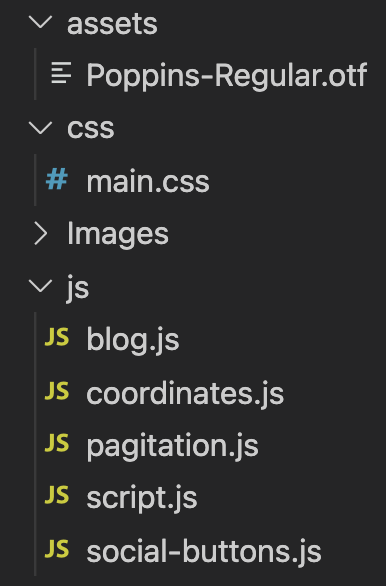 assets
Poppins-Regular.otf
css
# main.css
Images
js
JS blog.js
JS coordinates.js
JS pagitation.js
JS script.js
JS social-buttons.js